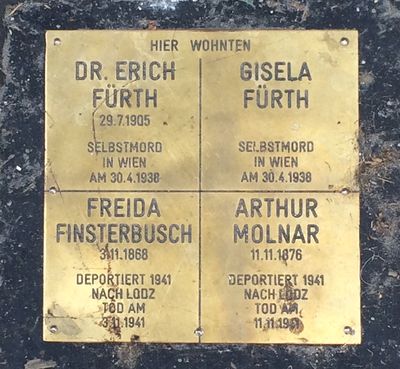 HIER WOHNTEN
DR. ERICH
FÜRTH
29.7.1905
SELBSTMORD
IN WIEN
AM 30.4.1938
GISELA
FÜRTH
SELBSTMORD
IN WIEN
AM 30.4.1938
FREIDA
FINSTERBUSCH
3.11.1868
DEPORTIERT 1941
NACH LODZ
TOD AM
3.11.1941
ARTHUR
MOLNAR
11.11.1876
DEPORTIERT 1941
NACH LODZ
TOD AM